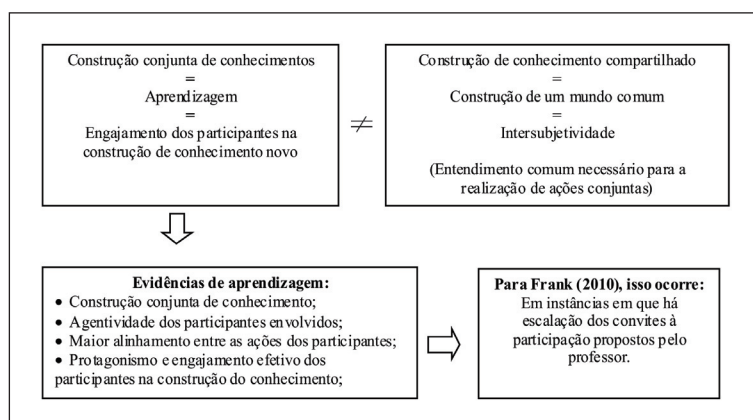 Construção conjunta de conhecimentos
=
Aprendizagem
=
Engajamento dos participantes na
construção de conhecimento novo
≠
Construção de conhecimento compartilhado
=
Construção de um mundo comum
=
Intersubjetividade
(Entendimento comum necessário para a
realização de ações conjuntas)
Evidências de aprendizagem:
• Construção conjunta de conhecimento;
• Agentividade dos participantes envolvidos;
• Maior alinhamento entre as ações dos participantes;
• Protagonismo e engajamento efetivo dos
participantes na construção do conhecimento;
Para Frank (2010), isso ocorre:
Em instâncias em que há
escalação dos convites à
participação propostos pelo
professor.